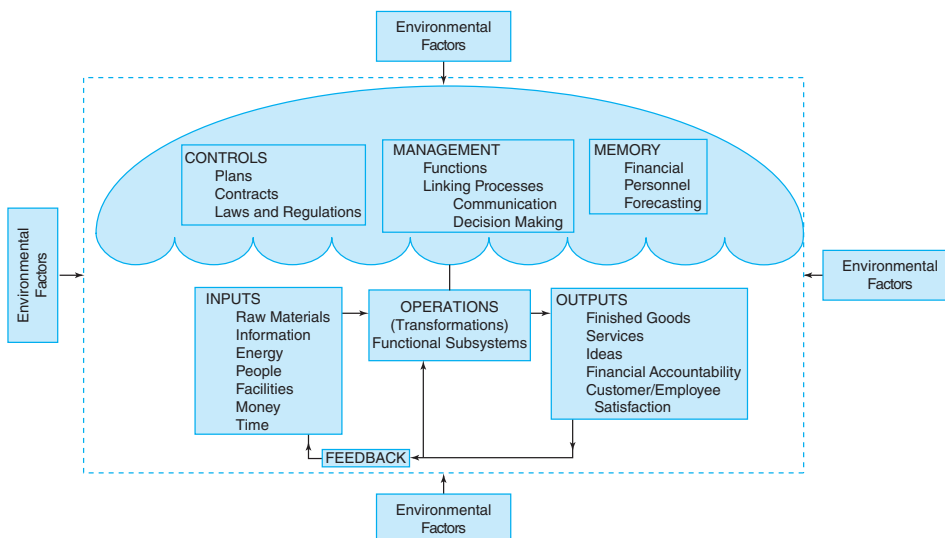 Environmental
Factors
CONTROLS
Plans
Contracts
Laws and Regulations
MANAGEMENT
Functions
Linking Processes
Communication
Decision Making
MEMORY
Financial
Personnel
Forecasting
Environmental
Factors
Environmental
Factors
INPUTS
Raw Materials
Information
Energy
People
Facilities
Money
Time
OPERATIONS
(Transformations)
Functional Subsystems
OUTPUTS
Finished Goods
Services
Ideas
Financial Accountability
Customer/Employee
Satisfaction
FEEDBACK
Environmental
Factors